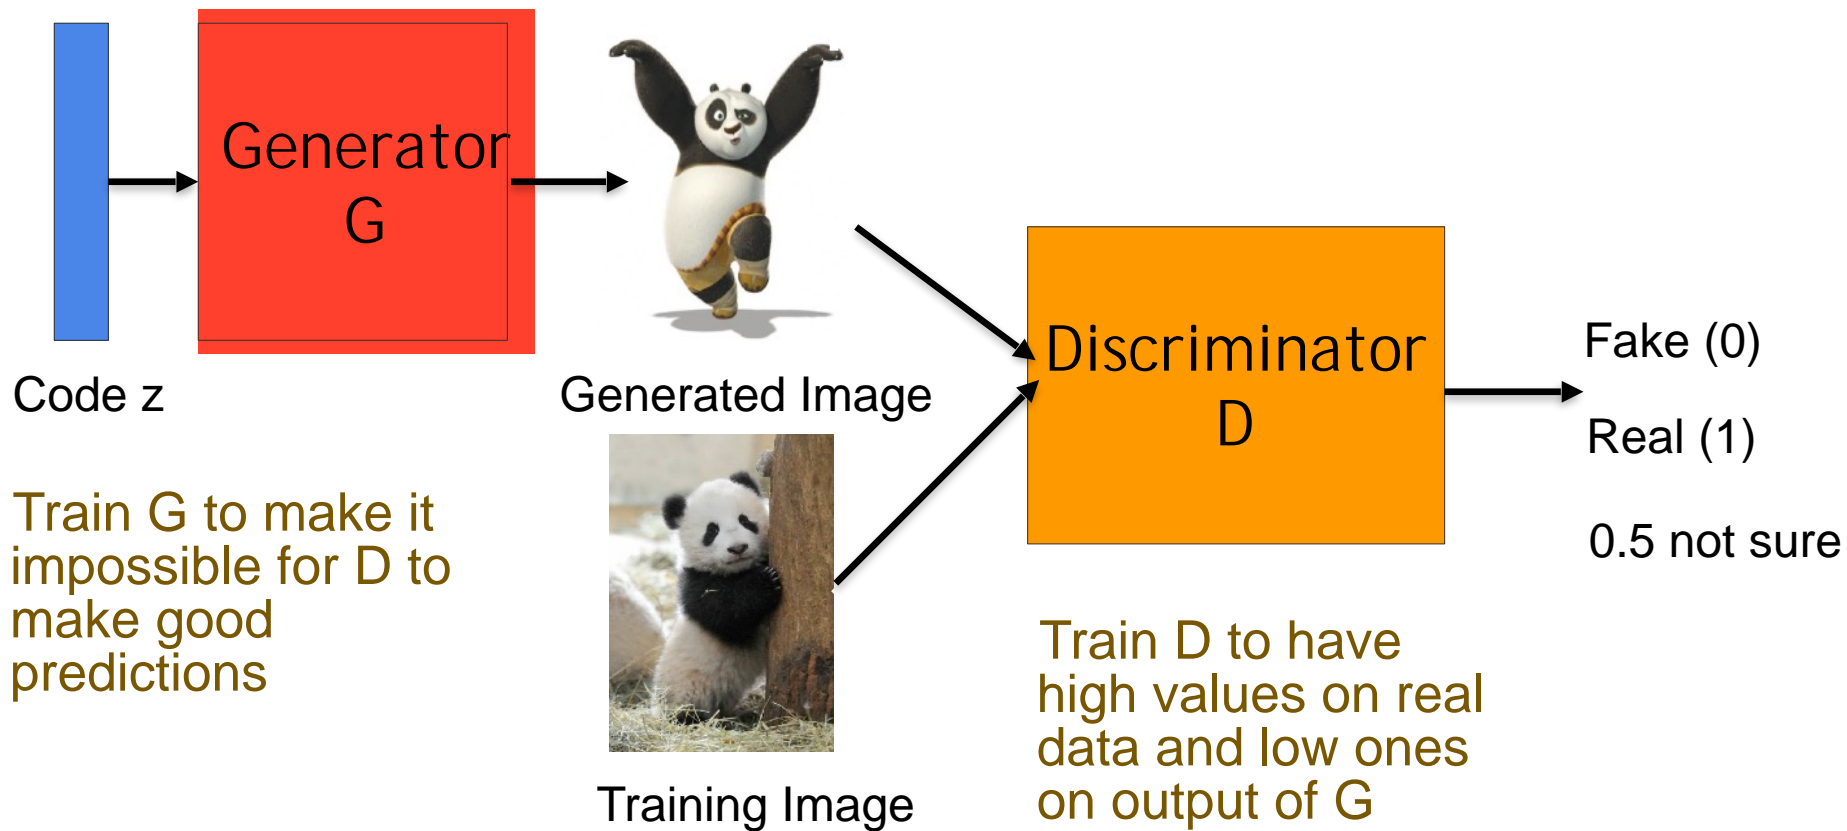 Generator
G
Code z
Generated Image
Train G to make it
impossible for D to
make good
predictions
Training Image
Discriminator
D
Fake (0)
Real (1)
0.5 not sure
Train D to have
high values on real
data and low ones
on output of G